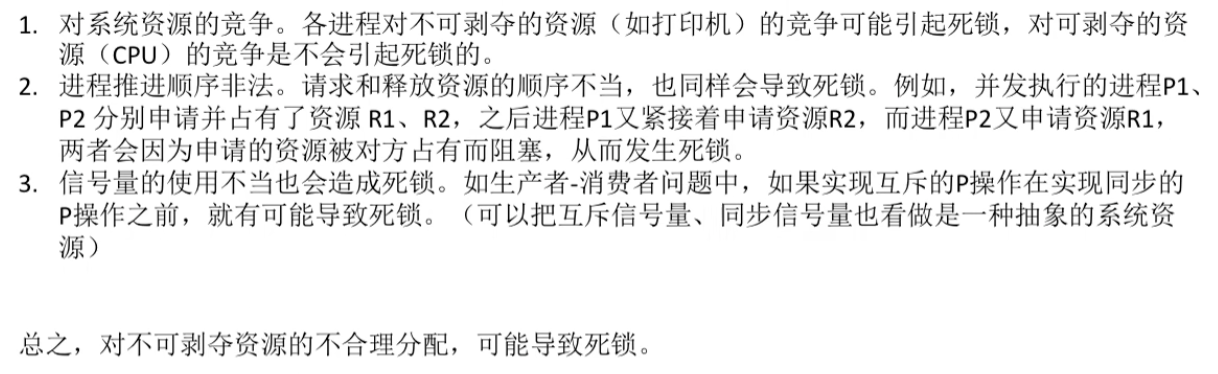 1. 对系统资源的竞争。各进程对不可剥夺的资源（如打印机）的竞争可能引起死锁，对可剥夺的资
源（CPU）的竞争是不会引起死锁的。
2. 进程推进顺序非法。请求和释放资源的顺序不当，也同样会导致死锁。例如，并发执行的进程P1、
P2 分别申请并占有了资源 R1、R2，之后进程P1又紧接着申请资源R2，而进程P2又申请资源R1，
两者会因为申请的资源被对方占有而阻塞，从而发生死锁。
3. 信号量的使用不当也会造成死锁。如生产者-消费者问题中，如果实现互斥的P操作在实现同步的
P操作之前，就有可能导致死锁。（可以把互斥信号量、同步信号量也看做是一种抽象的系统资
源）
总之，对不可剥夺资源的不合理分配，可能导致死锁。